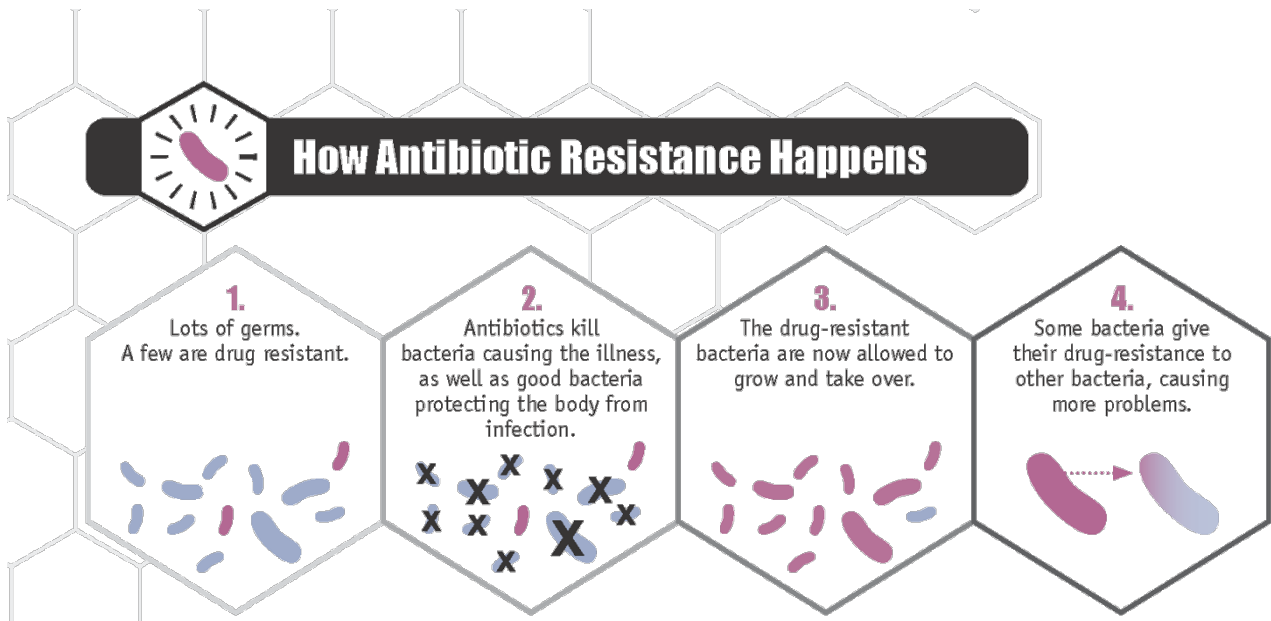 How Antibiotic Resistance Happens
1.
Lots of germs.
A few are drug resistant.
2.
Antibiotics kill
bacteria causing the illness,
as well as good bacteria
protecting the body from
infection.
X X X X X X X X X X
3.
The drug-resistant
bacteria are now allowed to
grow and take over.
4.
Some bacteria give
their drug-resistance to
other bacteria, causing
more problems.